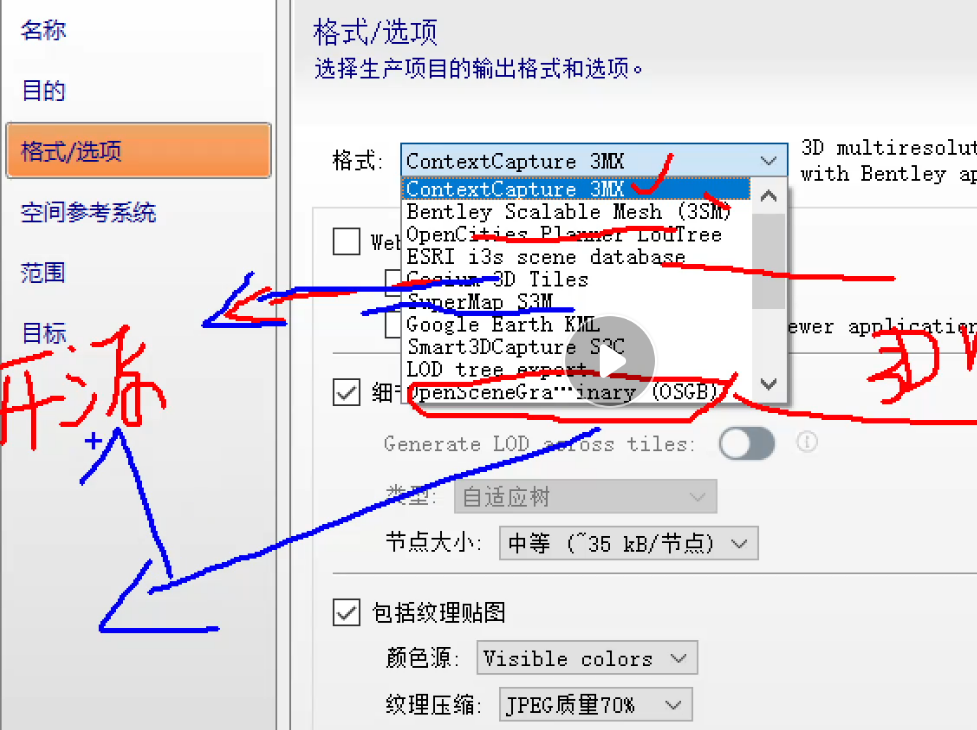 名称
目的
格式/选项
空间参考系统
范围
目标
开源
格式/选项
选择生产项目的输出格式和选项。
格式: ContextCapture 3MX
3D multiresolut
with Bentley ap
ContextCapture 3MX
Bentley Scalable Mesh (3SM)
OpenCities Planner LodTree
ESRI i3s scene database
Cesium 3D Tiles
SuperMap S3M
Google Earth KML
Smart3DCapture S3C
LOD tree export
OpenSceneGra…inary (OSGB)
Web
ewer application
3D
细节
Generate LOD across tiles:
类型: 自适应树
节点大小: 中等 (~35 kB/节点)
包括纹理贴图
颜色源: Visible colors
纹理压缩: JPEG质量70%